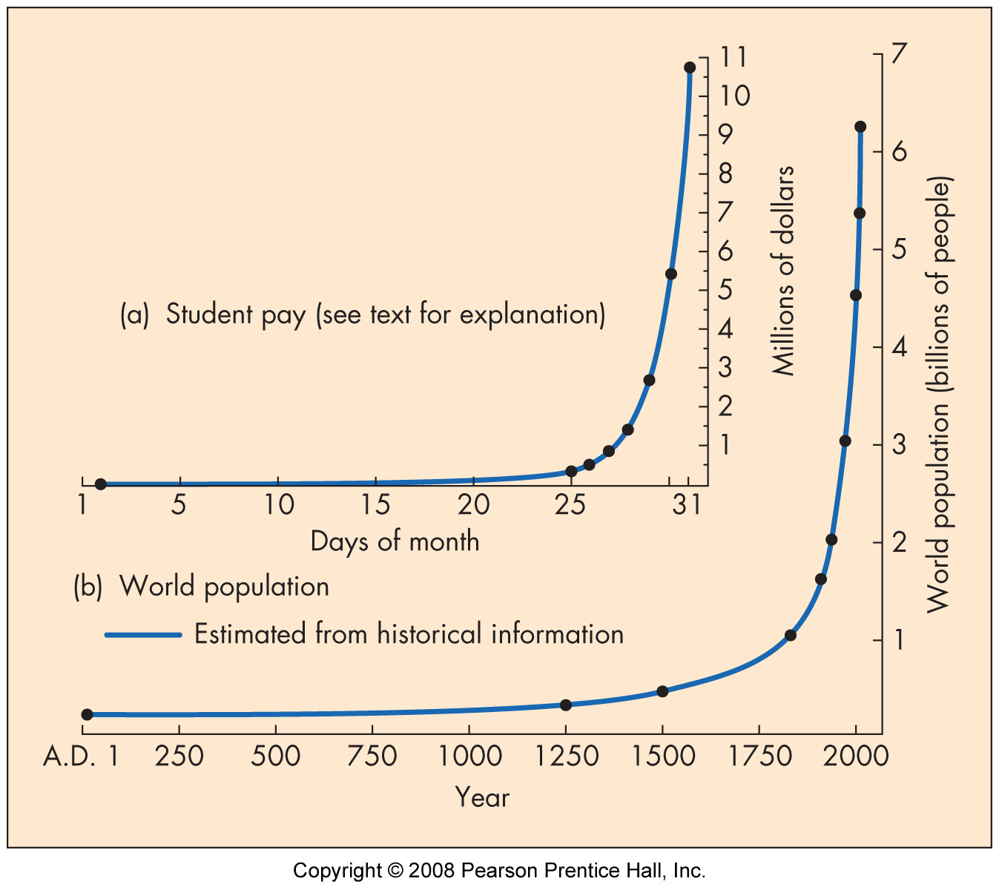 11
10
9
8
7
6
5
4
3
2
1
Millions of dollars
7
6
5
4
3
2
1
World population (billions of people)
(a) Student pay (see text for explanation)
1 5 10 15 20 25 31
Days of month
(b) World population
Estimated from historical information
A.D. 1 250 500 750 1000 1250 1500 1750 2000
Year
Copyright © 2008 Pearson Prentice Hall, Inc.